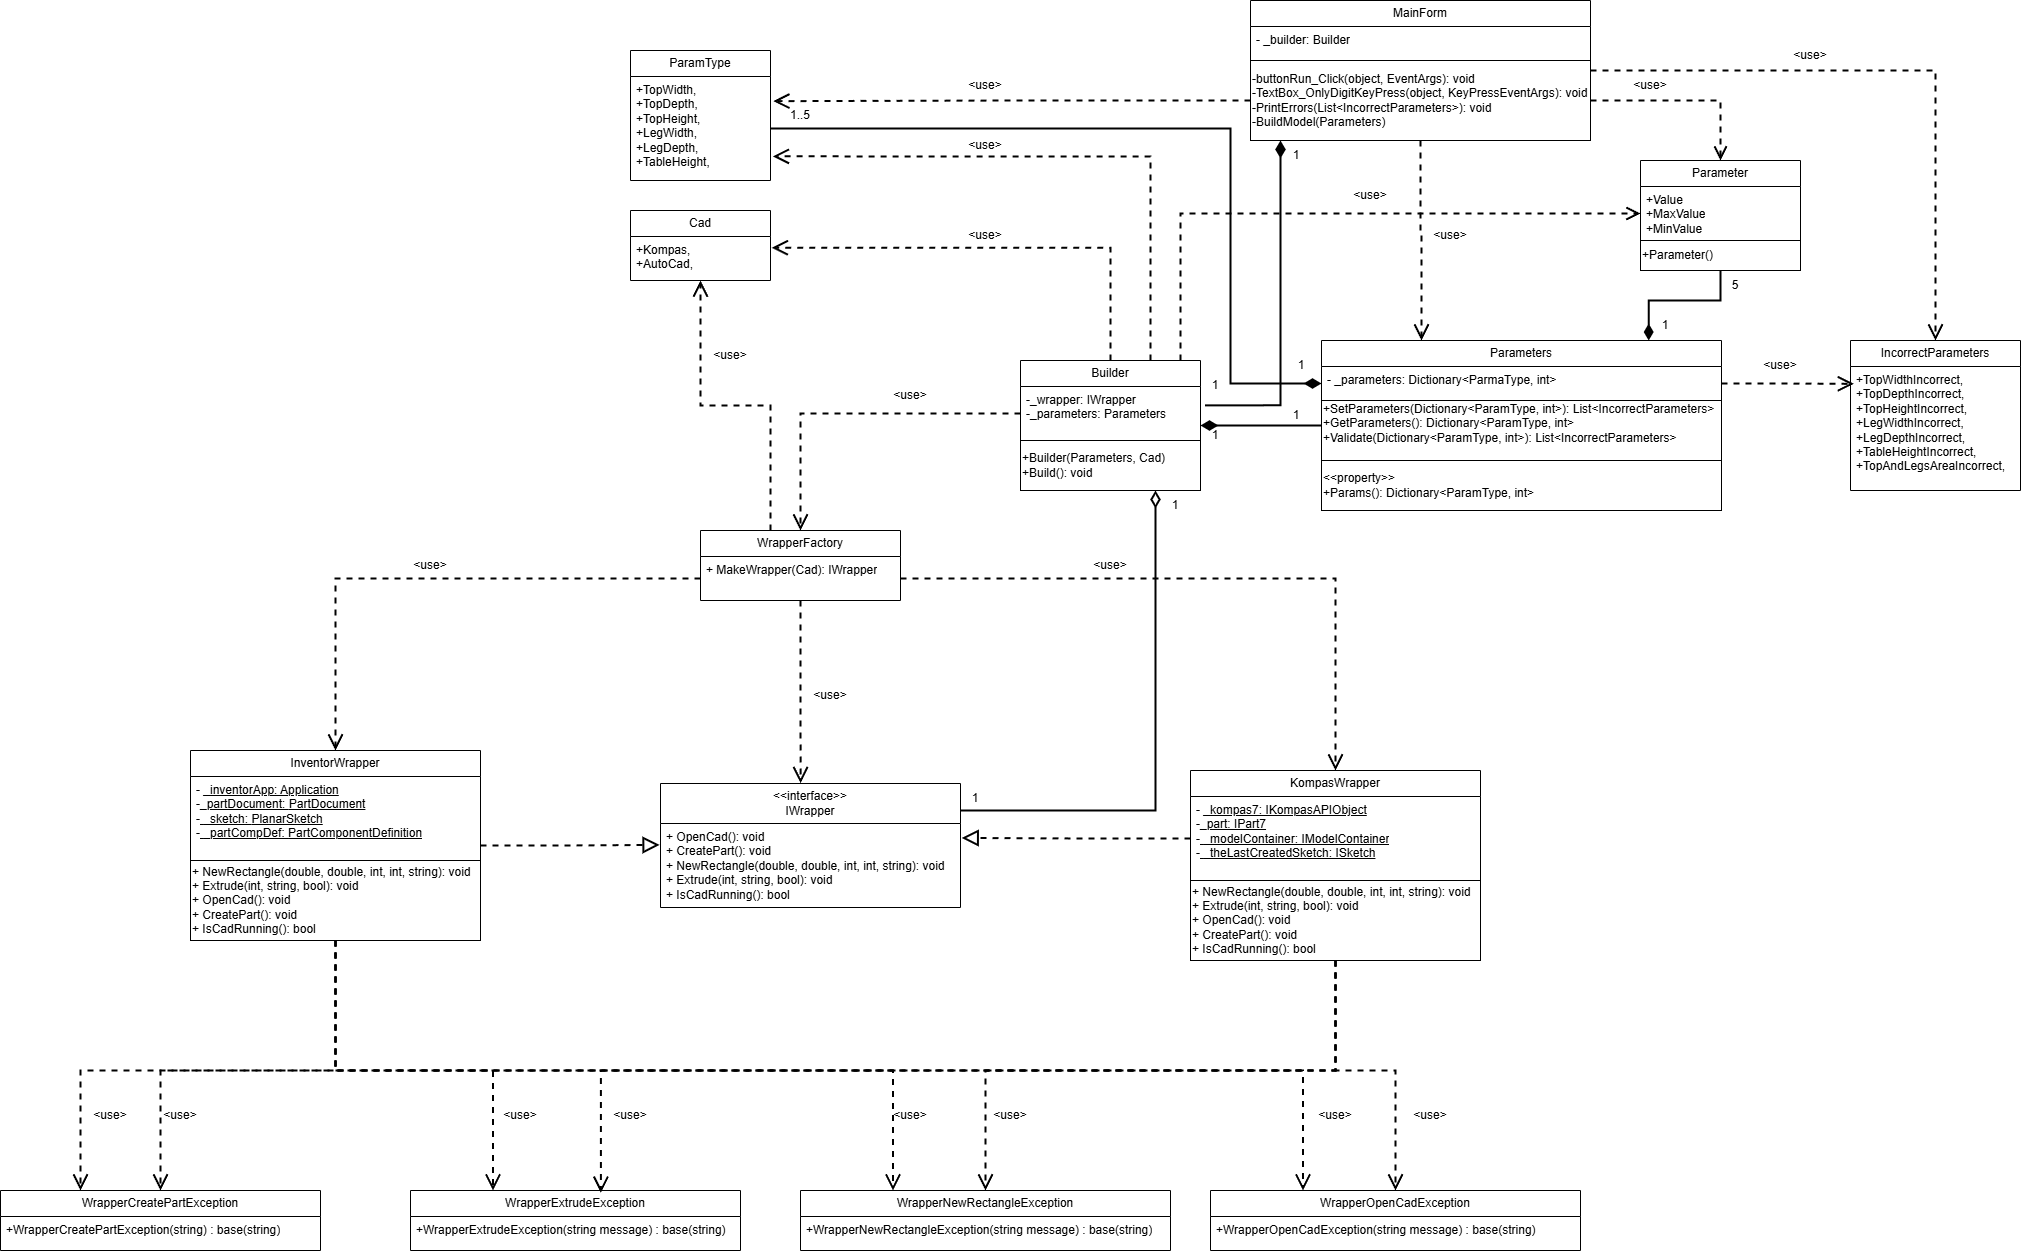 MainForm
- _builder: Builder
-buttonRun_Click(object, EventArgs): void
-TextBox_OnlyDigitKeyPress(object, KeyPressEventArgs): void
-PrintErrors(List<IncorrectParameters>): void
-BuildModel(Parameters)
<use>
<use>
<use>
1..5
<use>
1
ParamType
+TopWidth,
+TopDepth,
+TopHeight,
+LegWidth,
+LegDepth,
+TableHeight,
Parameter
+Value
+MaxValue
+MinValue
+Parameter()
<use>
<use>
<use>
Cad
+Kompas,
+AutoCad,
5
1
<use>
Builder
-_wrapper: IWrapper
-_parameters: Parameters
+Builder(Parameters, Cad)
+Build(): void
1
1
1
1
1
<use>
Parameters
- _parameters: Dictionary<ParmaType, int>
+SetParameters(Dictionary<ParamType, int>): List<IncorrectParameters>
+GetParameters(): Dictionary<ParamType, int>
+Validate(Dictionary<ParamType, int>): List<IncorrectParameters>
<<property>>
+Params(): Dictionary<ParamType, int>
<use>
IncorrectParameters
+TopWidthIncorrect,
+TopDepthIncorrect,
+TopHeightIncorrect,
+LegWidthIncorrect,
+LegDepthIncorrect,
+TableHeightIncorrect,
+TopAndLegsAreaIncorrect,
WrapperFactory
+ MakeWrapper(Cad): IWrapper
<use>
<use>
<use>
InventorWrapper
- _inventorApp: Application
-_partDocument: PartDocument
- _sketch: PlanarSketch
- _partCompDef: PartComponentDefinition
+ NewRectangle(double, double, int, int, string): void
+ Extrude(int, string, bool): void
+ OpenCad(): void
+ CreatePart(): void
+ IsCadRunning(): bool
<<interface>>
IWrapper
+ OpenCad(): void
+ CreatePart(): void
+ NewRectangle(double, double, int, int, string): void
+ Extrude(int, string, bool): void
+ IsCadRunning(): bool
1
KompasWrapper
- _kompas7: IKompasAPIObject
-_part: IPart7
- _modelContainer: IModelContainer
-_theLastCreatedSketch: ISketch
+ NewRectangle(double, double, int, int, string): void
+ Extrude(int, string, bool): void
+ OpenCad(): void
+ CreatePart(): void
+ IsCadRunning(): bool
<use>
<use>
<use>
<use>
<use>
<use>
<use>
<use>
WrapperCreatePartException
+WrapperCreatePartException(string) : base(string)
WrapperExtrudeException
+WrapperExtrudeException(string message) : base(string)
WrapperNewRectangleException
+WrapperNewRectangleException(string message) : base(string)
WrapperOpenCadException
+WrapperOpenCadException(string message) : base(string)